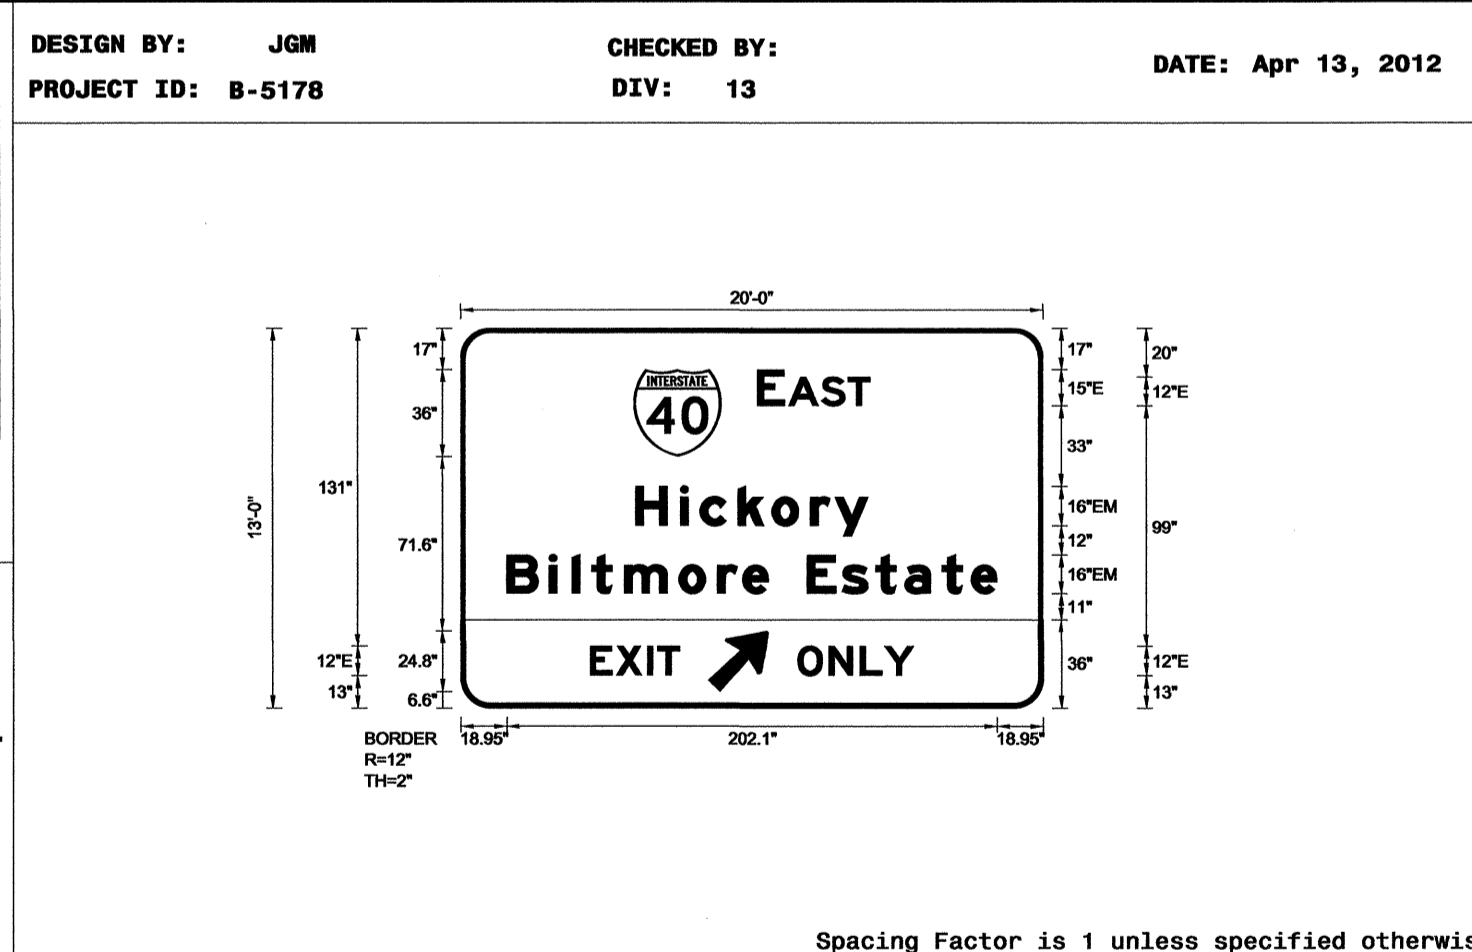 DESIGN BY: JGM
CHECKED BY:
DATE: Apr 13, 2012
PROJECT ID: B-5178
DIV: 13
20'-0"
17"
17"
20"
INTERSTATE
EAST
15"E
12"E
36"
40
33"
131"
Hickory
16"EM
13'-0"
99"
71.6"
12"
Biltmore Estate
16"EM
11"
12"E
24.8"
EXIT ONLY
36"
12"E
13"
6.6"
13"
BORDER
18.95"
202.1"
18.95"
R=12"
TH=2"
Spacing Factor is 1 unless specified otherwis